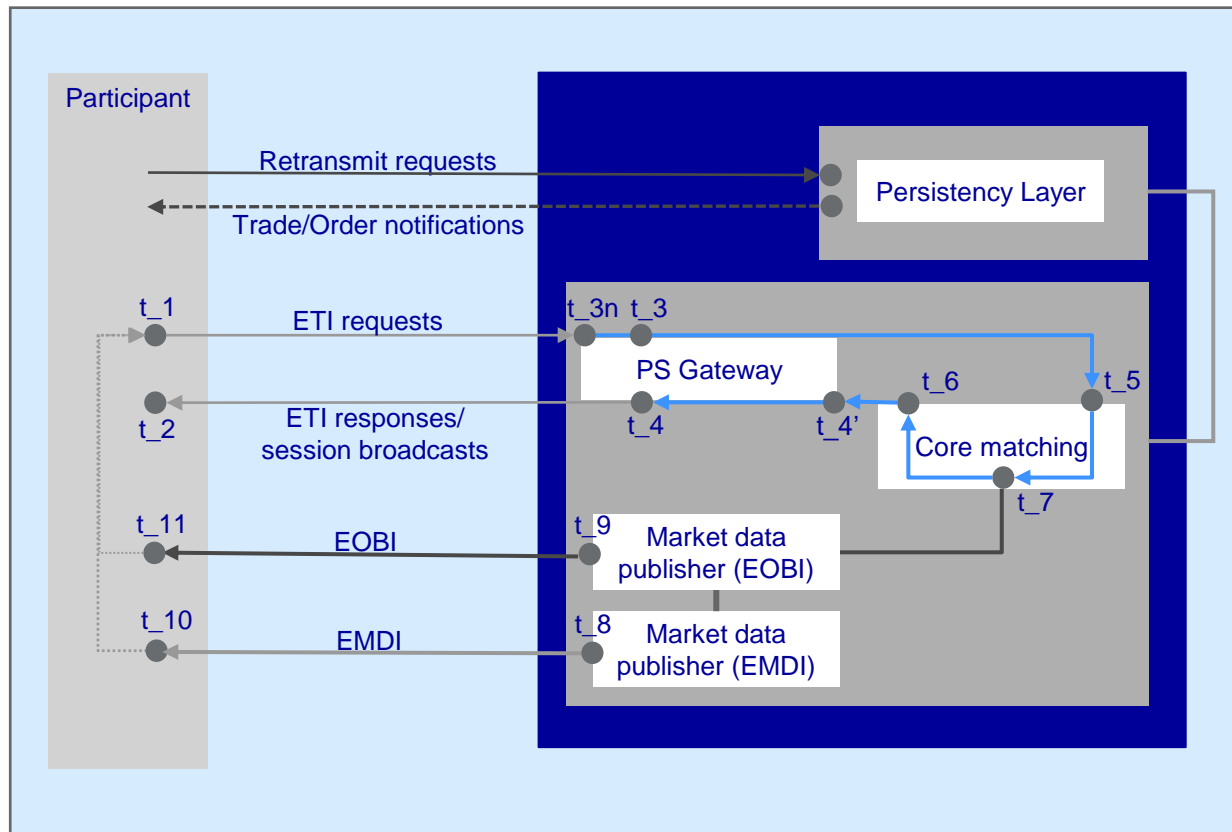 Participant
Retransmit requests
Persistency Layer
Trade/Order notifications
t_1
ETI requests
t_3n
t_3
PS Gateway
t_6
t_5
t_2
ETI responses/
session broadcasts
t_4
t_4’
Core matching
t_7
t_11
EOBI
t_9
Market data
publisher (EOBI)
t_10
EMDI
t_8
Market data
publisher (EMDI)